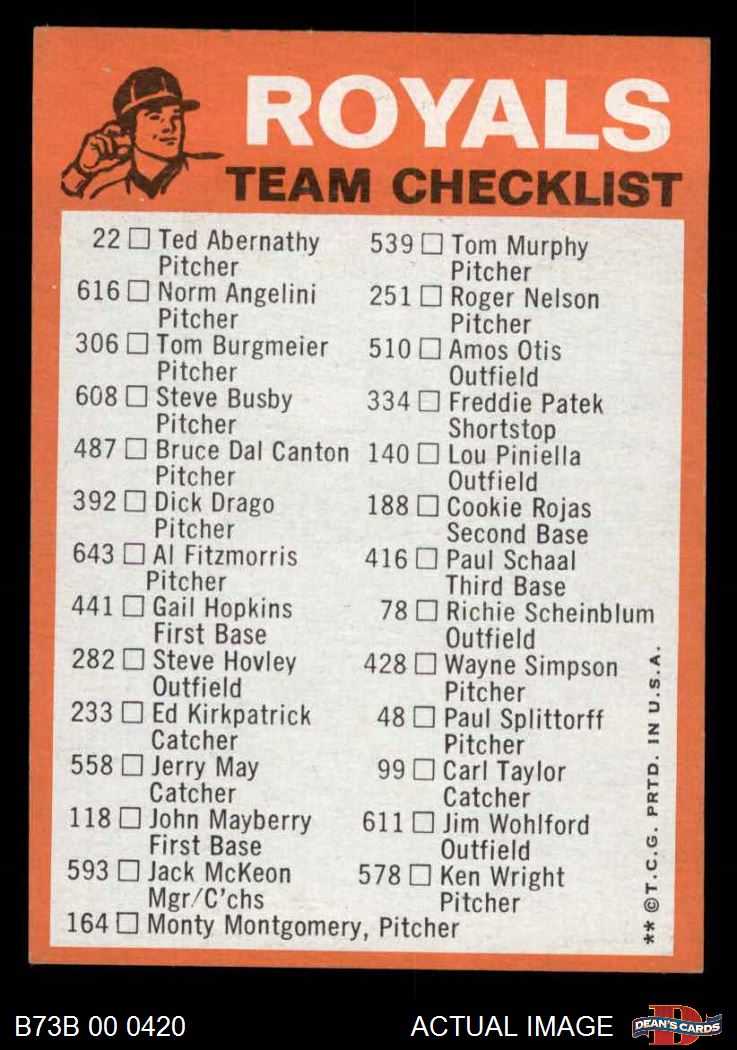 ROYALS
TEAM CHECKLIST
22 ☐ Ted Abernathy
Pitcher
616 ☐ Norm Angelini
Pitcher
306 ☐ Tom Burgmeier
Pitcher
608 ☐ Steve Busby
Pitcher
487 ☐ Bruce Dal Canton
Pitcher
392 ☐ Dick Drago
Pitcher
643 ☐ Al Fitzmorris
Pitcher
441 ☐ Gail Hopkins
First Base
282 ☐ Steve Hovley
Outfield
233 ☐ Ed Kirkpatrick
Catcher
558 ☐ Jerry May
Catcher
118 ☐ John Mayberry
First Base
593 ☐ Jack McKeon
Mgr/C'chs
164 ☐ Monty Montgomery, Pitcher
539 ☐ Tom Murphy
Pitcher
251 ☐ Roger Nelson
Pitcher
510 ☐ Amos Otis
Outfield
334 ☐ Freddie Patek
Shortstop
140 ☐ Lou Piniella
Outfield
188 ☐ Cookie Rojas
Second Base
416 ☐ Paul Schaal
Third Base
78 ☐ Richie Scheinblum
Outfield
428 ☐ Wayne Simpson
Pitcher
48 ☐ Paul Splittorff
Pitcher
99 ☐ Carl Taylor
Catcher
611 ☐ Jim Wohlford
Outfield
578 ☐ Ken Wright
Pitcher
** © T.C.G. PRTD. IN U.S.A.
B73B 00 0420
ACTUAL IMAGE
D
DEAN'S CARDS